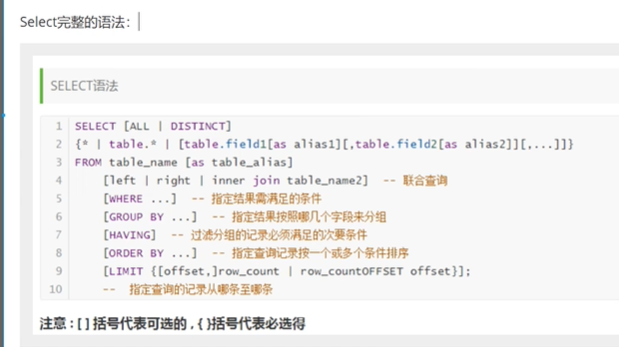 Select完整的语法：
SELECT语法
1 SELECT [ALL | DISTINCT]
2 {* | table.* | [table.field1[as alias1][,table.field2[as alias2]][,...]]}
3 FROM table_name [as table_alias]
4 [left | right | inner join table_name2] -- 联合查询
5 [WHERE ...] -- 指定结果需满足的条件
6 [GROUP BY ...] -- 指定结果按照哪几个字段来分组
7 [HAVING] -- 过滤分组的记录必须满足的次要条件
8 [ORDER BY ...] -- 指定查询记录按一个或多个条件排序
9 [LIMIT {[offset,]row_count | row_countOFFSET offset}];
10 -- 指定查询的记录从哪条至哪条
注意 : [ ] 括号代表可选的 , { }括号代表必选得